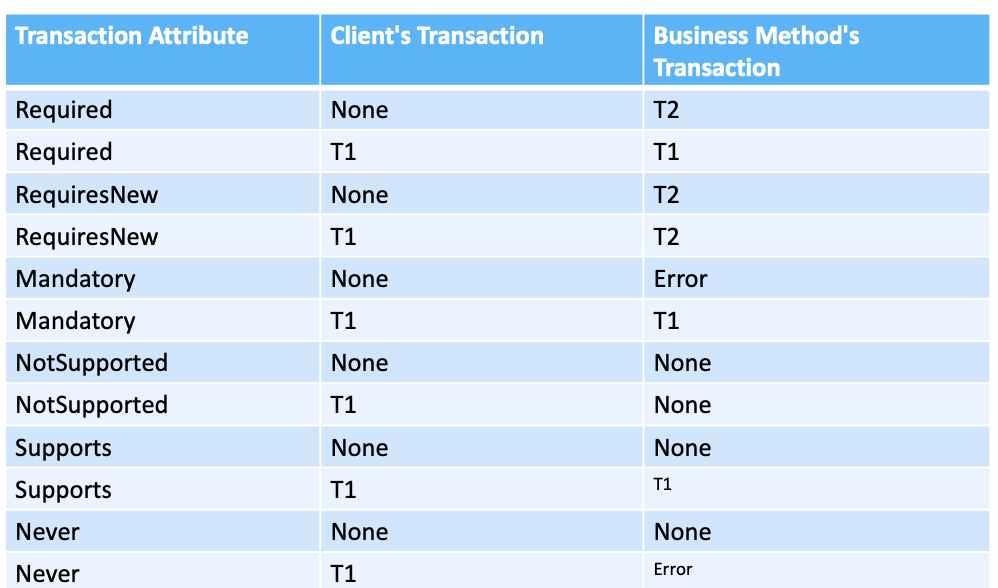 Transaction Attribute Client's Transaction Business Method's
Transaction
Required None T2
Required T1 T1
RequiresNew None T2
RequiresNew T1 T2
Mandatory None Error
Mandatory T1 T1
NotSupported None None
NotSupported T1 None
Supports None None
Supports T1 T1
Never None None
Never T1 Error